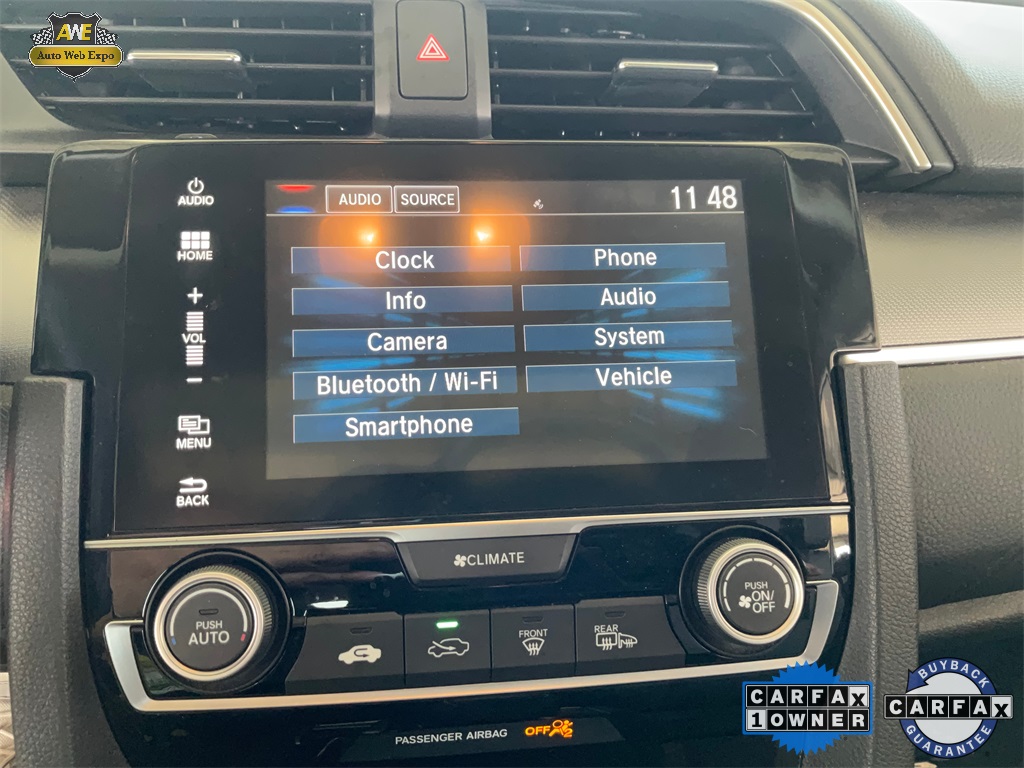 AWE
Auto Web Expo
AUDIO
HOME
+
VOL
−
MENU
BACK
AUDIO SOURCE 11 48
Clock Phone
Info Audio
Camera System
Bluetooth / Wi-Fi Vehicle
Smartphone
CLIMATE
PUSH
AUTO
FRONT
REAR
PUSH
ON/
OFF
PASSENGER AIRBAG OFF 2
CARFAX
1 OWNER
BUYBACK
CARFAX
GUARANTEE